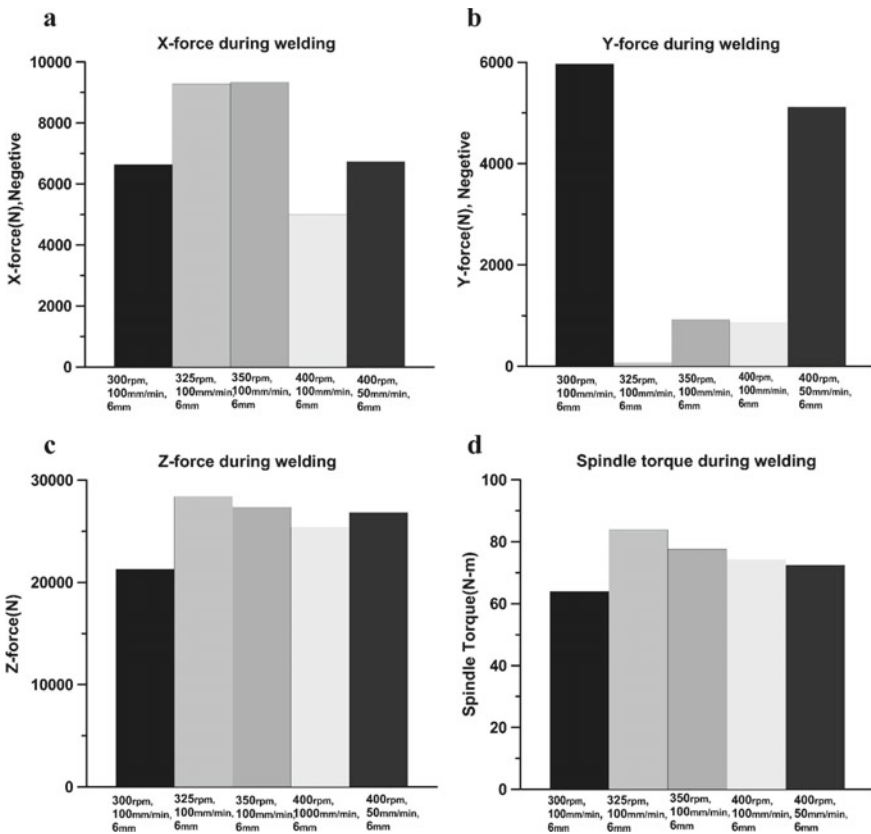 a
X-force during welding
X-force(N),Negetive
10000
8000
6000
4000
2000
0
300rpm, 325rpm, 350rpm, 400rpm, 400rpm,
100mm/min, 100mm/min, 100mm/min, 100mm/min, 50mm/min,
6mm 6mm 6mm 6mm 6mm
b
Y-force during welding
Y-force(N), Negetive
6000
4000
2000
0
300rpm, 325rpm, 350rpm, 400rpm, 400rpm,
100mm/min, 100mm/min, 100mm/min, 100mm/min, 50mm/min,
6mm 6mm 6mm 6mm 6mm
c
Z-force during welding
Z-force(N)
30000
20000
10000
0
300rpm, 325rpm, 350rpm, 400rpm, 400rpm,
100mm/min, 100mm/min, 100mm/min, 1000mm/min, 50mm/min,
6mm 6mm 6mm 6mm 6mm
d
Spindle torque during welding
Spindle Torque(N-m)
100
80
60
40
20
0
300rpm, 325rpm, 350rpm, 400rpm, 400rpm,
100mm/min, 100mm/min, 100mm/min, 100mm/min, 50mm/min,
6mm 6mm 6mm 6mm 6mm